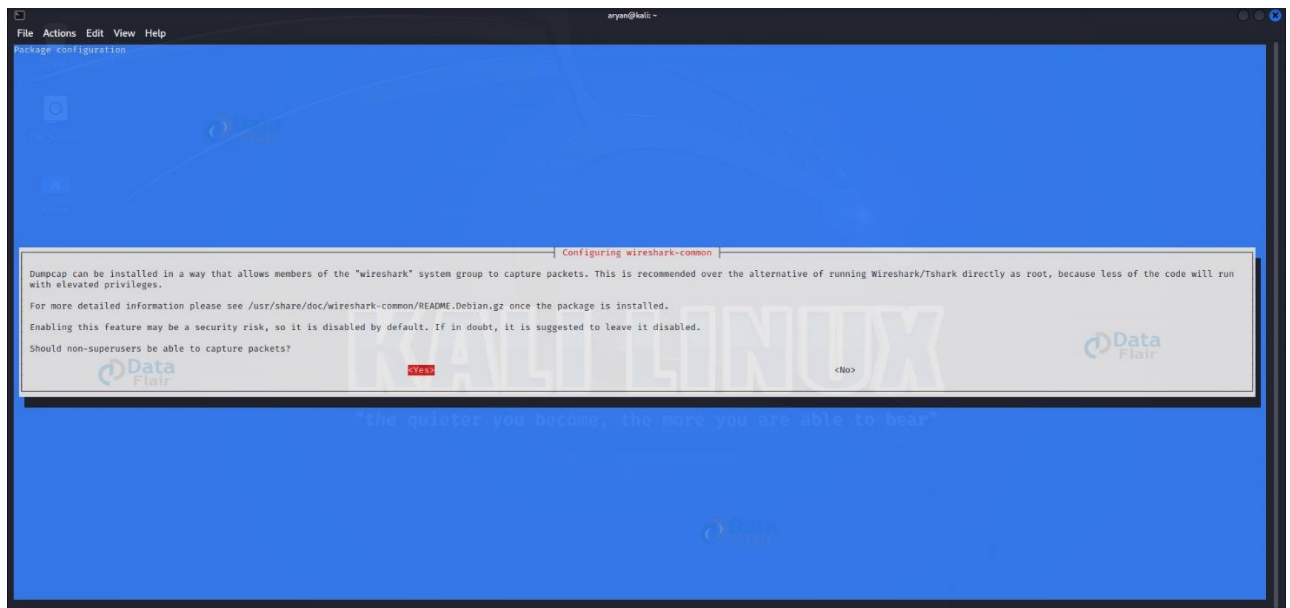 aryan@kali: ~
File Actions Edit View Help
Package configuration
Data
Flair
Configuring wireshark-common
Dumpcap can be installed in a way that allows members of the "wireshark" system group to capture packets. This is recommended over the alternative of running Wireshark/Tshark directly as root, because less of the code will run
with elevated privileges.
For more detailed information please see /usr/share/doc/wireshark-common/README.Debian.gz once the package is installed.
Enabling this feature may be a security risk, so it is disabled by default. If in doubt, it is suggested to leave it disabled.
Should non-superusers be able to capture packets?
KALI LINUX
Data
Flair
Data
Flair
<Yes> <No>
"the quieter you become, the more you are able to hear"
Data
Flair